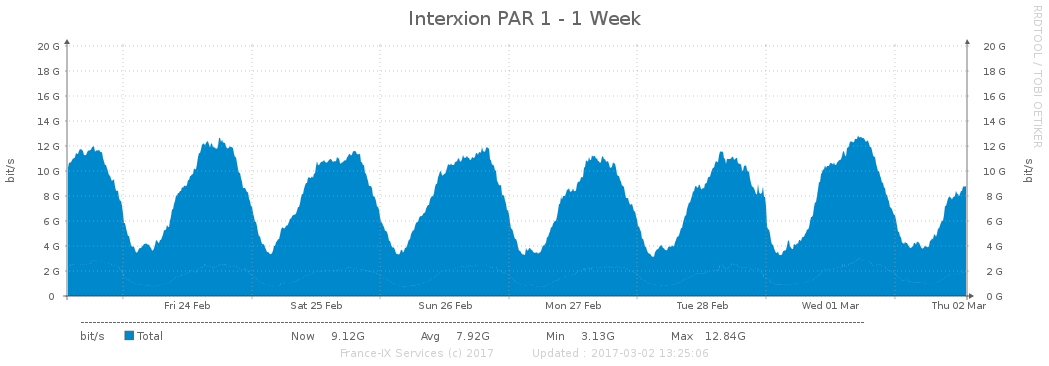 Interxion PAR 1 - 1 Week
RRDTOOL / TOBI OETIKER
20 G 20 G
18 G 18 G
16 G 16 G
14 G 14 G
12 G 12 G
10 G 10 G
8 G 8 G
6 G 6 G
4 G 4 G
2 G 2 G
0 0 G
bit/s
bit/s
Fri 24 Feb Sat 25 Feb Sun 26 Feb Mon 27 Feb Tue 28 Feb Wed 01 Mar Thu 02 Mar
bit/s Total Now 9.12G Avg 7.92G Min 3.13G Max 12.84G
France-IX Services (c) 2017 Updated : 2017-03-02 13:25:06